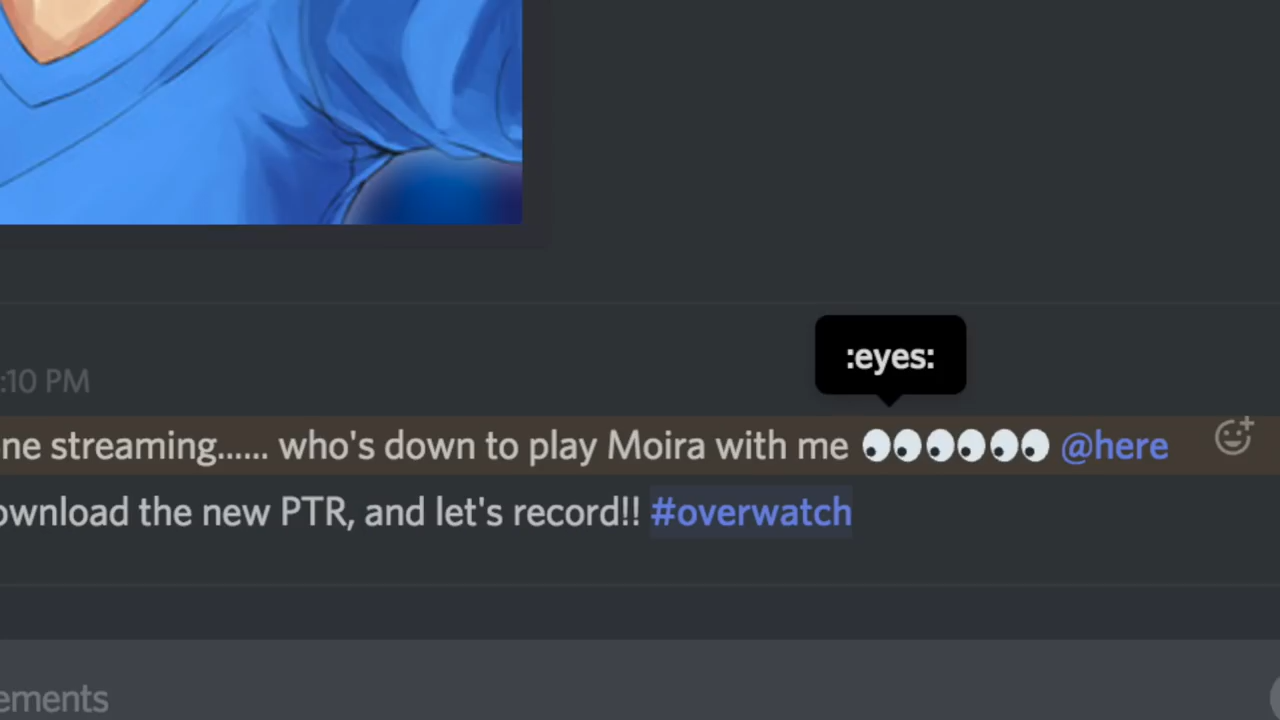 :eyes:
:10 PM
ne streaming...... who's down to play Moira with me 👀👀👀 @here
ownload the new PTR, and let's record!! #overwatch
ements